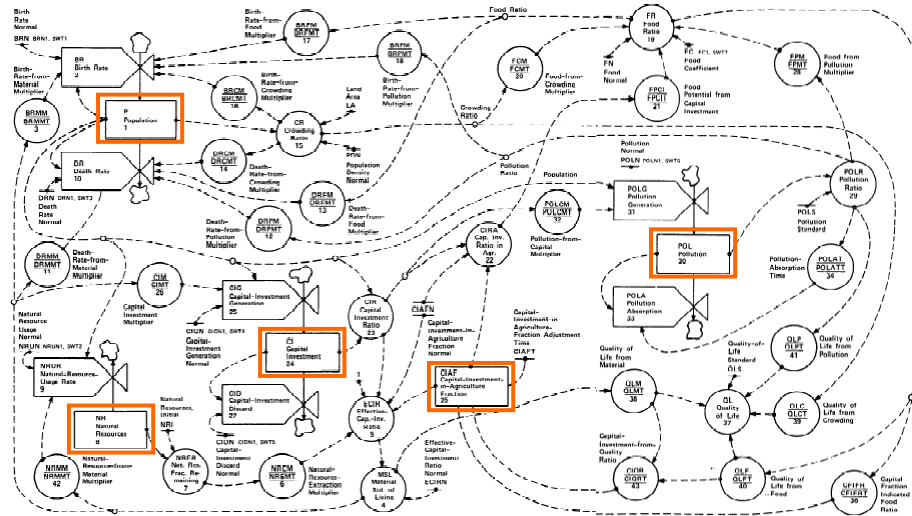 Birth
Rate
Normal
BRN BRN1, SWT1
BR
Birth Rate
2
Birth-
Rate-from-
Material
Multiplier
BRMM
BRMMT
3
P
Population
1
DR
Death Rate
10
DRN DRN1, SWT3
Death
Rate
Normal
DRMM
DRMMT
11
Death-
Rate-from-
Material
Multiplier
Birth-
Rate-from-
Food
Multiplier
BRFM
BRFMT
17
BRPM
BRPMT
18
Birth-
Rate-from-
Pollution
Multiplier
Birth-
Rate-from-
Crowding
Multiplier
BRCM
BRCMT
16
Land
Area
LA
CR
Crowding
Ratio
15
PDN
Population
Density
Normal
DRCM
DRCMT
14
Death-
Rate-from-
Crowding
Multiplier
DRFM
DRFMT
13
Death-
Rate-from-
Food
Multiplier
DRPM
DRPMT
12
Death-
Rate-from-
Pollution
Multiplier
Food Ratio
FCM
FCMT
20
Food-from-
Crowding
Multiplier
Crowding
Ratio
Pollution
Ratio
Population
FR
Food
Ratio
19
FN
Food
Normal
FC FC1, SWT7
Food
Coefficient
FPCI
FPCIT
21
Food
Potential from
Capital
Investment
FPM
FPMT
28
Food from
Pollution
Multiplier
Pollution
Normal
POLN POLN1, SWT6
POLG
Pollution
Generation
31
POLCM
POLCMT
32
Pollution-from-
Capital
Multiplier
POLR
Pollution
Ratio
29
POLS
Pollution
Standard
POL
Pollution
30
POLA
Pollution
Absorption
33
Pollution-
Absorption
Time
POLAT
POLATT
34
CIRA
Cap. Inv.
Ratio in
Agr.
22
CIM
CIMT
26
Capital
Investment
Multiplier
CIG
Capital-Investment
Generation
25
CIGN CIGN1, SWT4
Capital-
Investment
Generation
Normal
CI
Capital
Investment
24
CIR
Capital
Investment
Ratio
23
CIAFN
Capital-
Investment-in-
Agriculture
Fraction
Normal
Capital-
Investment-
in-Agriculture-
Fraction Adjustment
Time
CIAFT
CIAF
Capital-Investment-
in-Agriculture
Fraction
CID
Capital-Investment
Discard
27
CIDN CIDN1, SWT5
Capital-
Investment
Discard Normal
ECIR
Effective-
Cap.-Inv.
Ratio
5
Effective-
Capital-
Investment
Ratio
Normal
ECIRN
MSL
Material
Std. of
Living
4
Natural
Resource
Usage Normal
NRUN NRUN1, SWT2
NRUR
Natural-Resource-
Usage Rate
9
NR
Natural
Resources
8
Natural
Resources,
Initial
NRI
NRFR
Nat. Res.
Frac. Re-
maining
7
NREM
NREMT
6
Natural-
Resource-
Extraction
Multiplier
NRMM
NRMMT
42
Natural-
Resource-from-
Material
Multiplier
Quality of
Life from
Material
QLM
QLMT
38
Quality-of-
Life
Standard
QLS
QLP
QLPT
41
Quality of
Life from
Pollution
QL
Quality
of Life
37
QLC
QLCT
39
Quality of
Life from
Crowding
QLF
QLFT
40
Quality of
Life from
Food
Capital-
Investment-from-
Quality Ratio
CIQR
CIQRT
43
CFIFR
CFIFRT
36
Capital
Fraction
Indicated
Food
Ratio